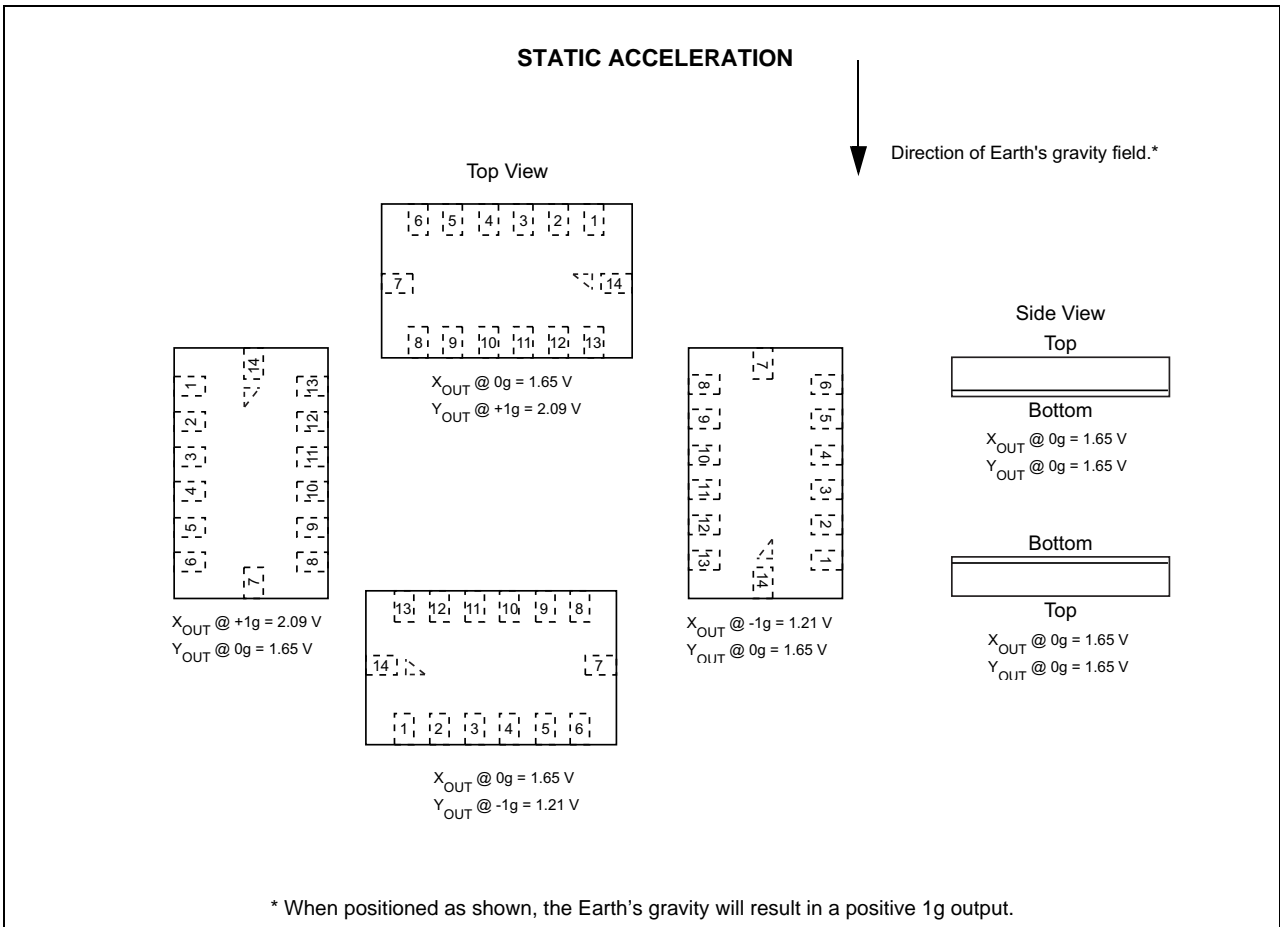 STATIC ACCELERATION
Direction of Earth's gravity field.*
Top View
6 5 4 3 2 1
7 14
8 9 10 11 12 13
X_OUT @ 0g = 1.65 V
Y_OUT @ +1g = 2.09 V
14
1 13
2 12
3 11
4 10
5 9
6 8
7
X_OUT @ +1g = 2.09 V
Y_OUT @ 0g = 1.65 V
13 12 11 10 9 8
14 7
1 2 3 4 5 6
X_OUT @ 0g = 1.65 V
Y_OUT @ -1g = 1.21 V
7
8 6
9 5
10 4
11 3
12 2
13 1
14
X_OUT @ -1g = 1.21 V
Y_OUT @ 0g = 1.65 V
Side View
Top
Bottom
X_OUT @ 0g = 1.65 V
Y_OUT @ 0g = 1.65 V
Bottom
Top
X_OUT @ 0g = 1.65 V
Y_OUT @ 0g = 1.65 V
* When positioned as shown, the Earth's gravity will result in a positive 1g output.